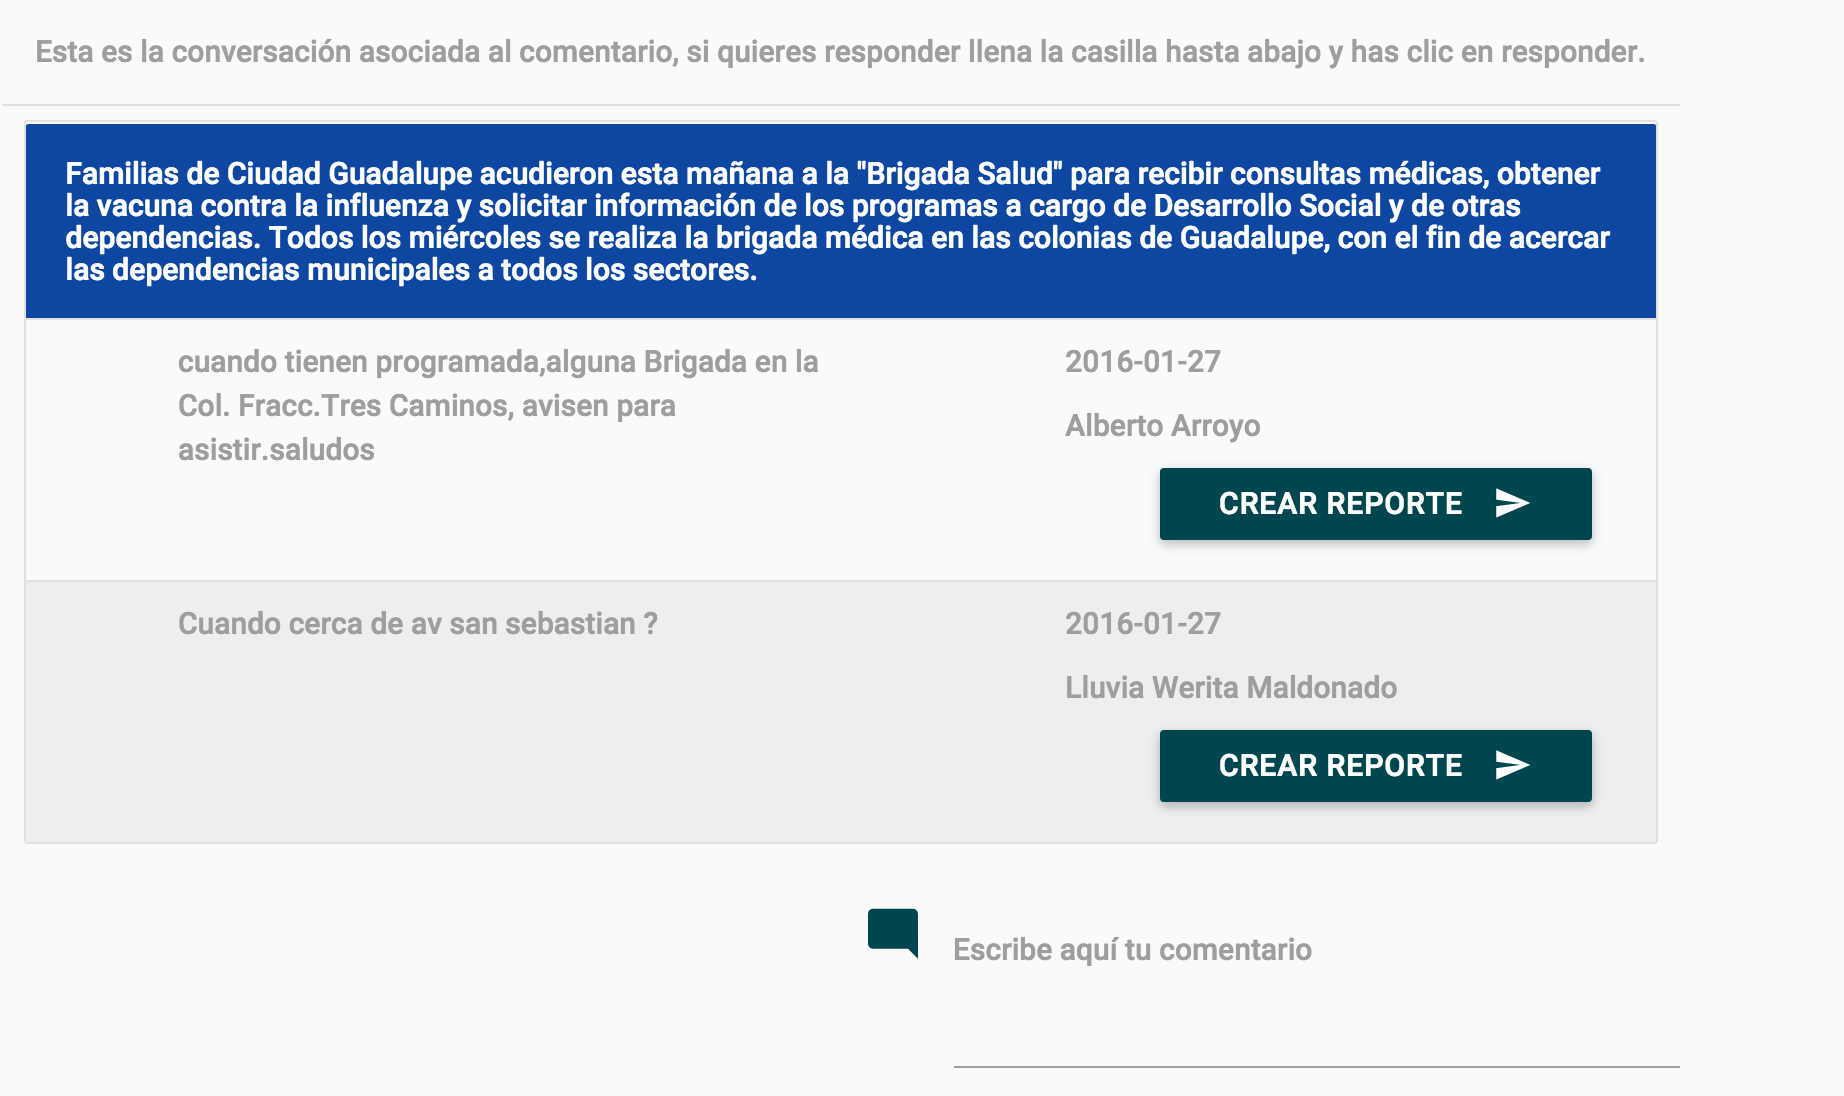 Esta es la conversación asociada al comentario, si quieres responder llena la casilla hasta abajo y has clic en responder.
Familias de Ciudad Guadalupe acudieron esta mañana a la "Brigada Salud" para recibir consultas médicas, obtener
la vacuna contra la influenza y solicitar información de los programas a cargo de Desarrollo Social y de otras
dependencias. Todos los miércoles se realiza la brigada médica en las colonias de Guadalupe, con el fin de acercar
las dependencias municipales a todos los sectores.
cuando tienen programada,alguna Brigada en la
Col. Fracc.Tres Caminos, avisen para
asistir.saludos
2016-01-27
Alberto Arroyo
CREAR REPORTE
Cuando cerca de av san sebastian ?
2016-01-27
Lluvia Werita Maldonado
CREAR REPORTE
Escribe aquí tu comentario